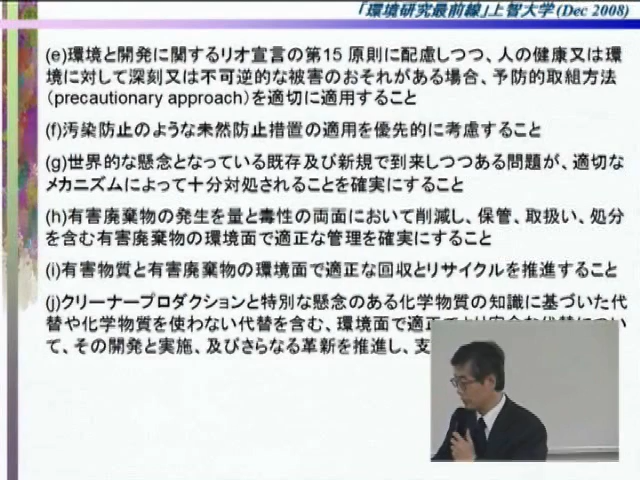 「環境研究最前線」上智大学(Dec 2008)
(e)環境と開発に関するリオ宣言の第15 原則に配慮しつつ、人の健康又は環
境に対して深刻又は不可逆的な被害のおそれがある場合、予防的取組方法
（precautionary approach）を適切に適用すること
(f)汚染防止のような未然防止措置の適用を優先的に考慮すること
(g)世界的な懸念となっている既存及び新規で到来しつつある問題が、適切な
メカニズムによって十分対処されることを確実にすること
(h)有害廃棄物の発生を量と毒性の両面において削減し、保管、取扱い、処分
を含む有害廃棄物の環境面で適正な管理を確実にすること
(i)有害物質と有害廃棄物の環境面で適正な回収とリサイクルを推進すること
(j)クリーナープロダクションと特別な懸念のある化学物質の知識に基づいた代
替や化学物質を使わない代替を含む、環境面で適正
て、その開発と実施、及びさらなる革新を推進し、支